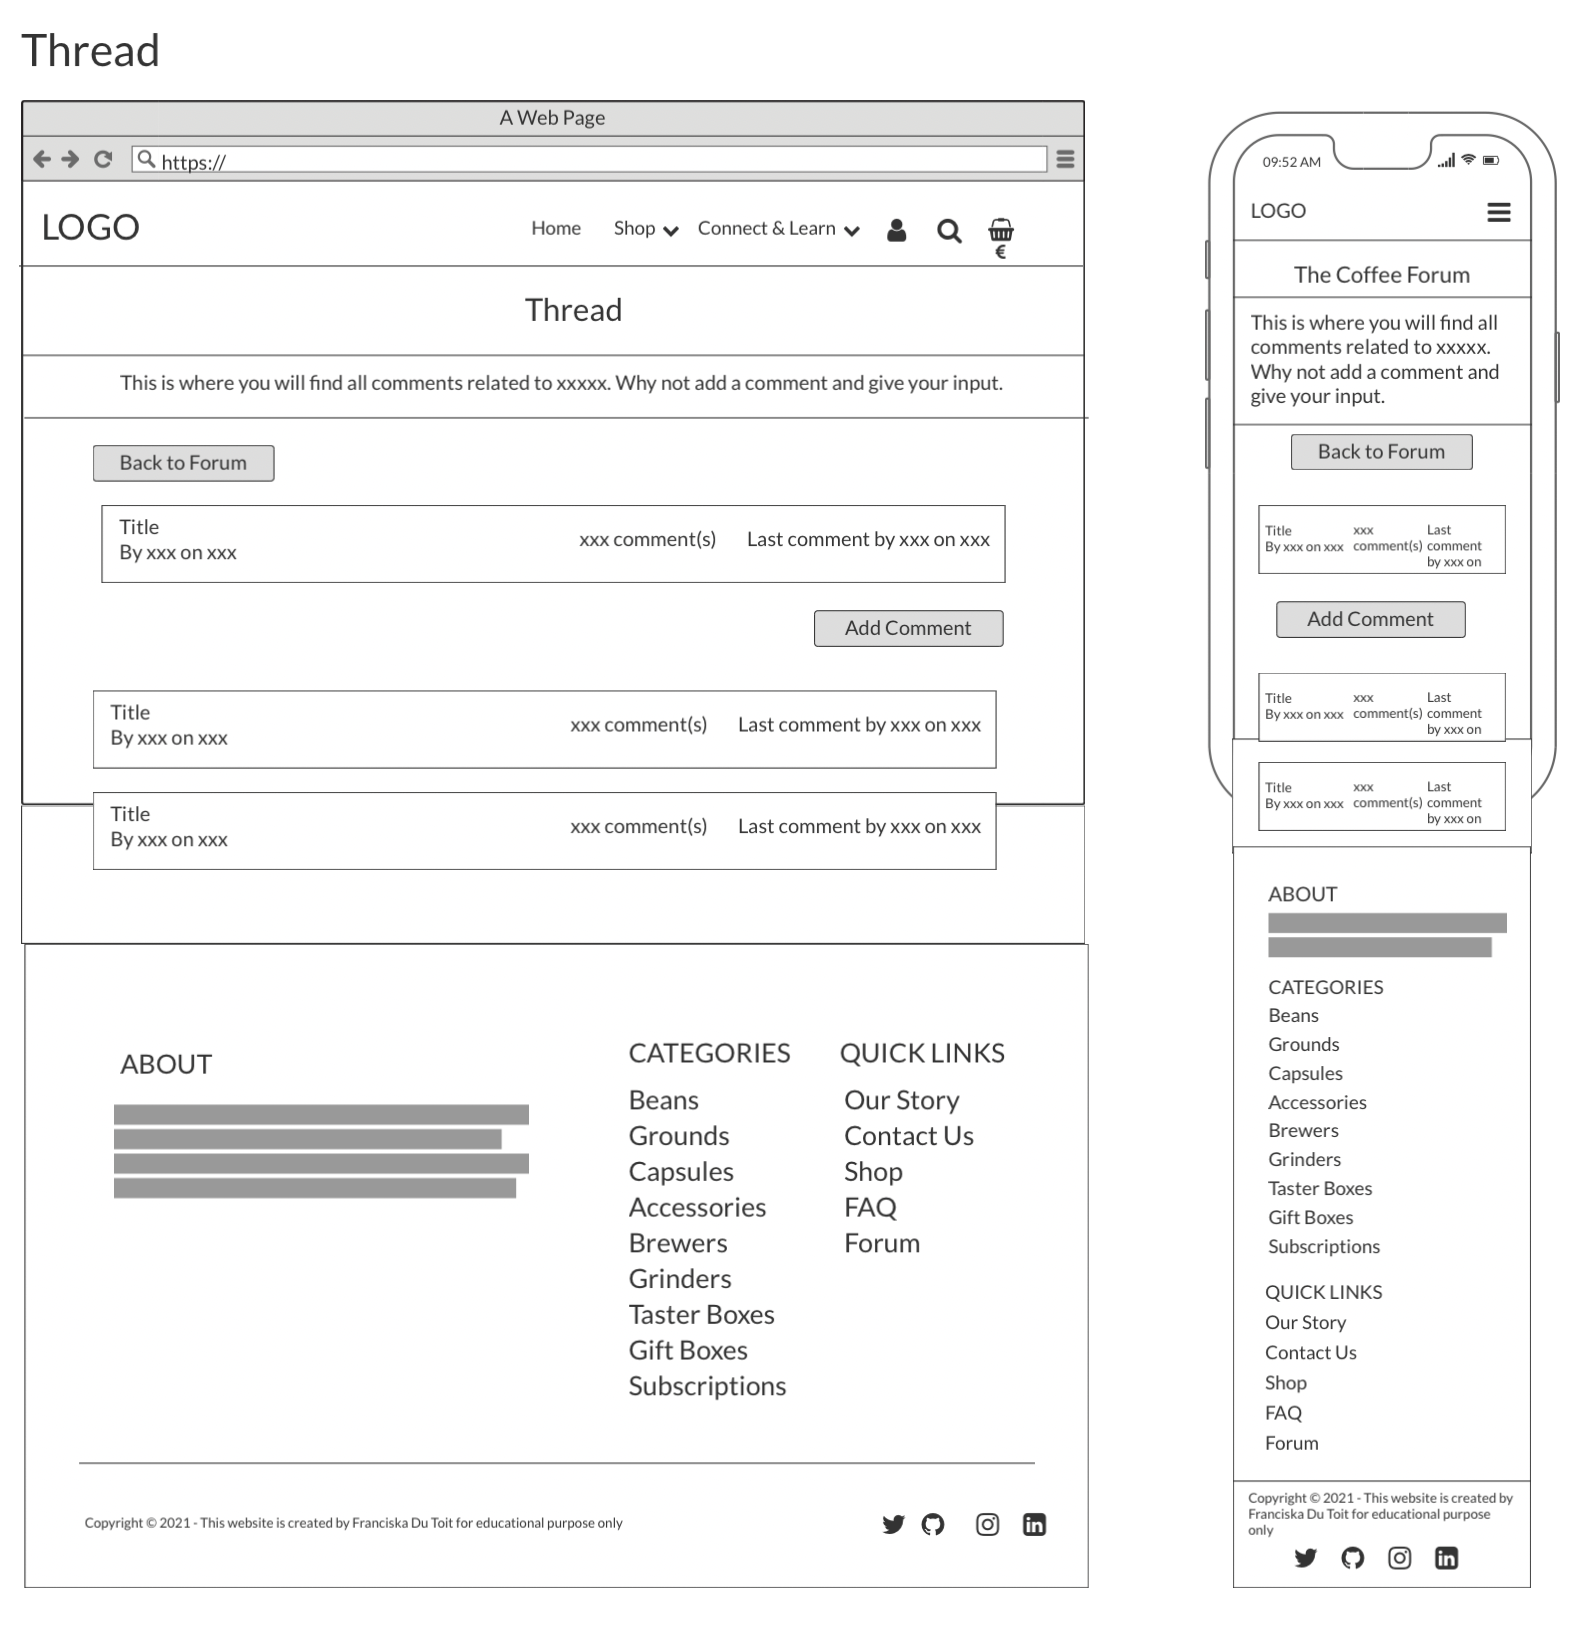 Thread
A Web Page
https://
LOGO
Home Shop Connect & Learn
€
Thread
This is where you will find all comments related to xxxxx. Why not add a comment and give your input.
Back to Forum
Title
By xxx on xxx
xxx comment(s)
Last comment by xxx on xxx
Add Comment
Title
By xxx on xxx
xxx comment(s)
Last comment by xxx on xxx
Title
By xxx on xxx
xxx comment(s)
Last comment by xxx on xxx
ABOUT
CATEGORIES
Beans
Grounds
Capsules
Accessories
Brewers
Grinders
Taster Boxes
Gift Boxes
Subscriptions
QUICK LINKS
Our Story
Contact Us
Shop
FAQ
Forum
Copyright © 2021 - This website is created by Franciska Du Toit for educational purpose only
09:52 AM
LOGO
The Coffee Forum
This is where you will find all
comments related to xxxxx.
Why not add a comment and
give your input.
Back to Forum
Title
By xxx on xxx
xxx
comment(s)
Last
comment
by xxx on
Add Comment
Title
By xxx on xxx
xxx
comment(s)
Last
comment
by xxx on
Title
By xxx on xxx
xxx
comment(s)
Last
comment
by xxx on
ABOUT
CATEGORIES
Beans
Grounds
Capsules
Accessories
Brewers
Grinders
Taster Boxes
Gift Boxes
Subscriptions
QUICK LINKS
Our Story
Contact Us
Shop
FAQ
Forum
Copyright © 2021 - This website is created by
Franciska Du Toit for educational purpose
only